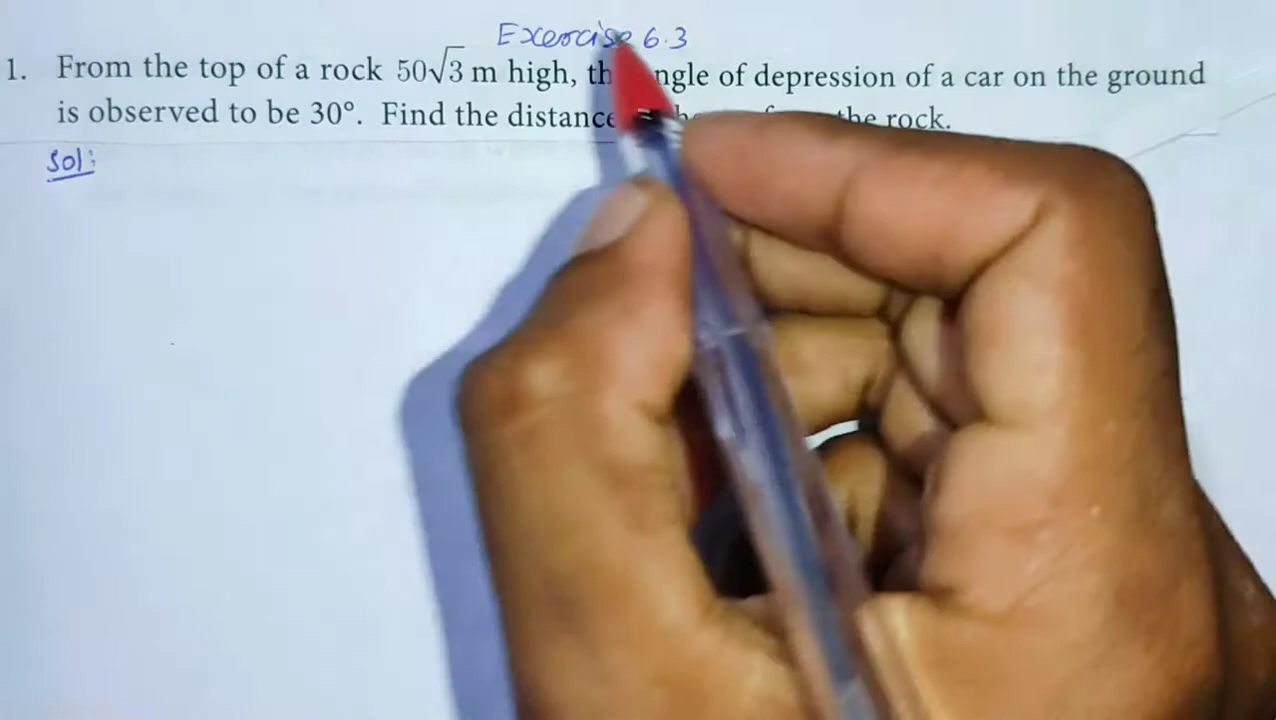 Exercise 6.3
1. From the top of a rock 50√3 m high, th ngle of depression of a car on the ground
is observed to be 30°. Find the distance the rock.
Sol: